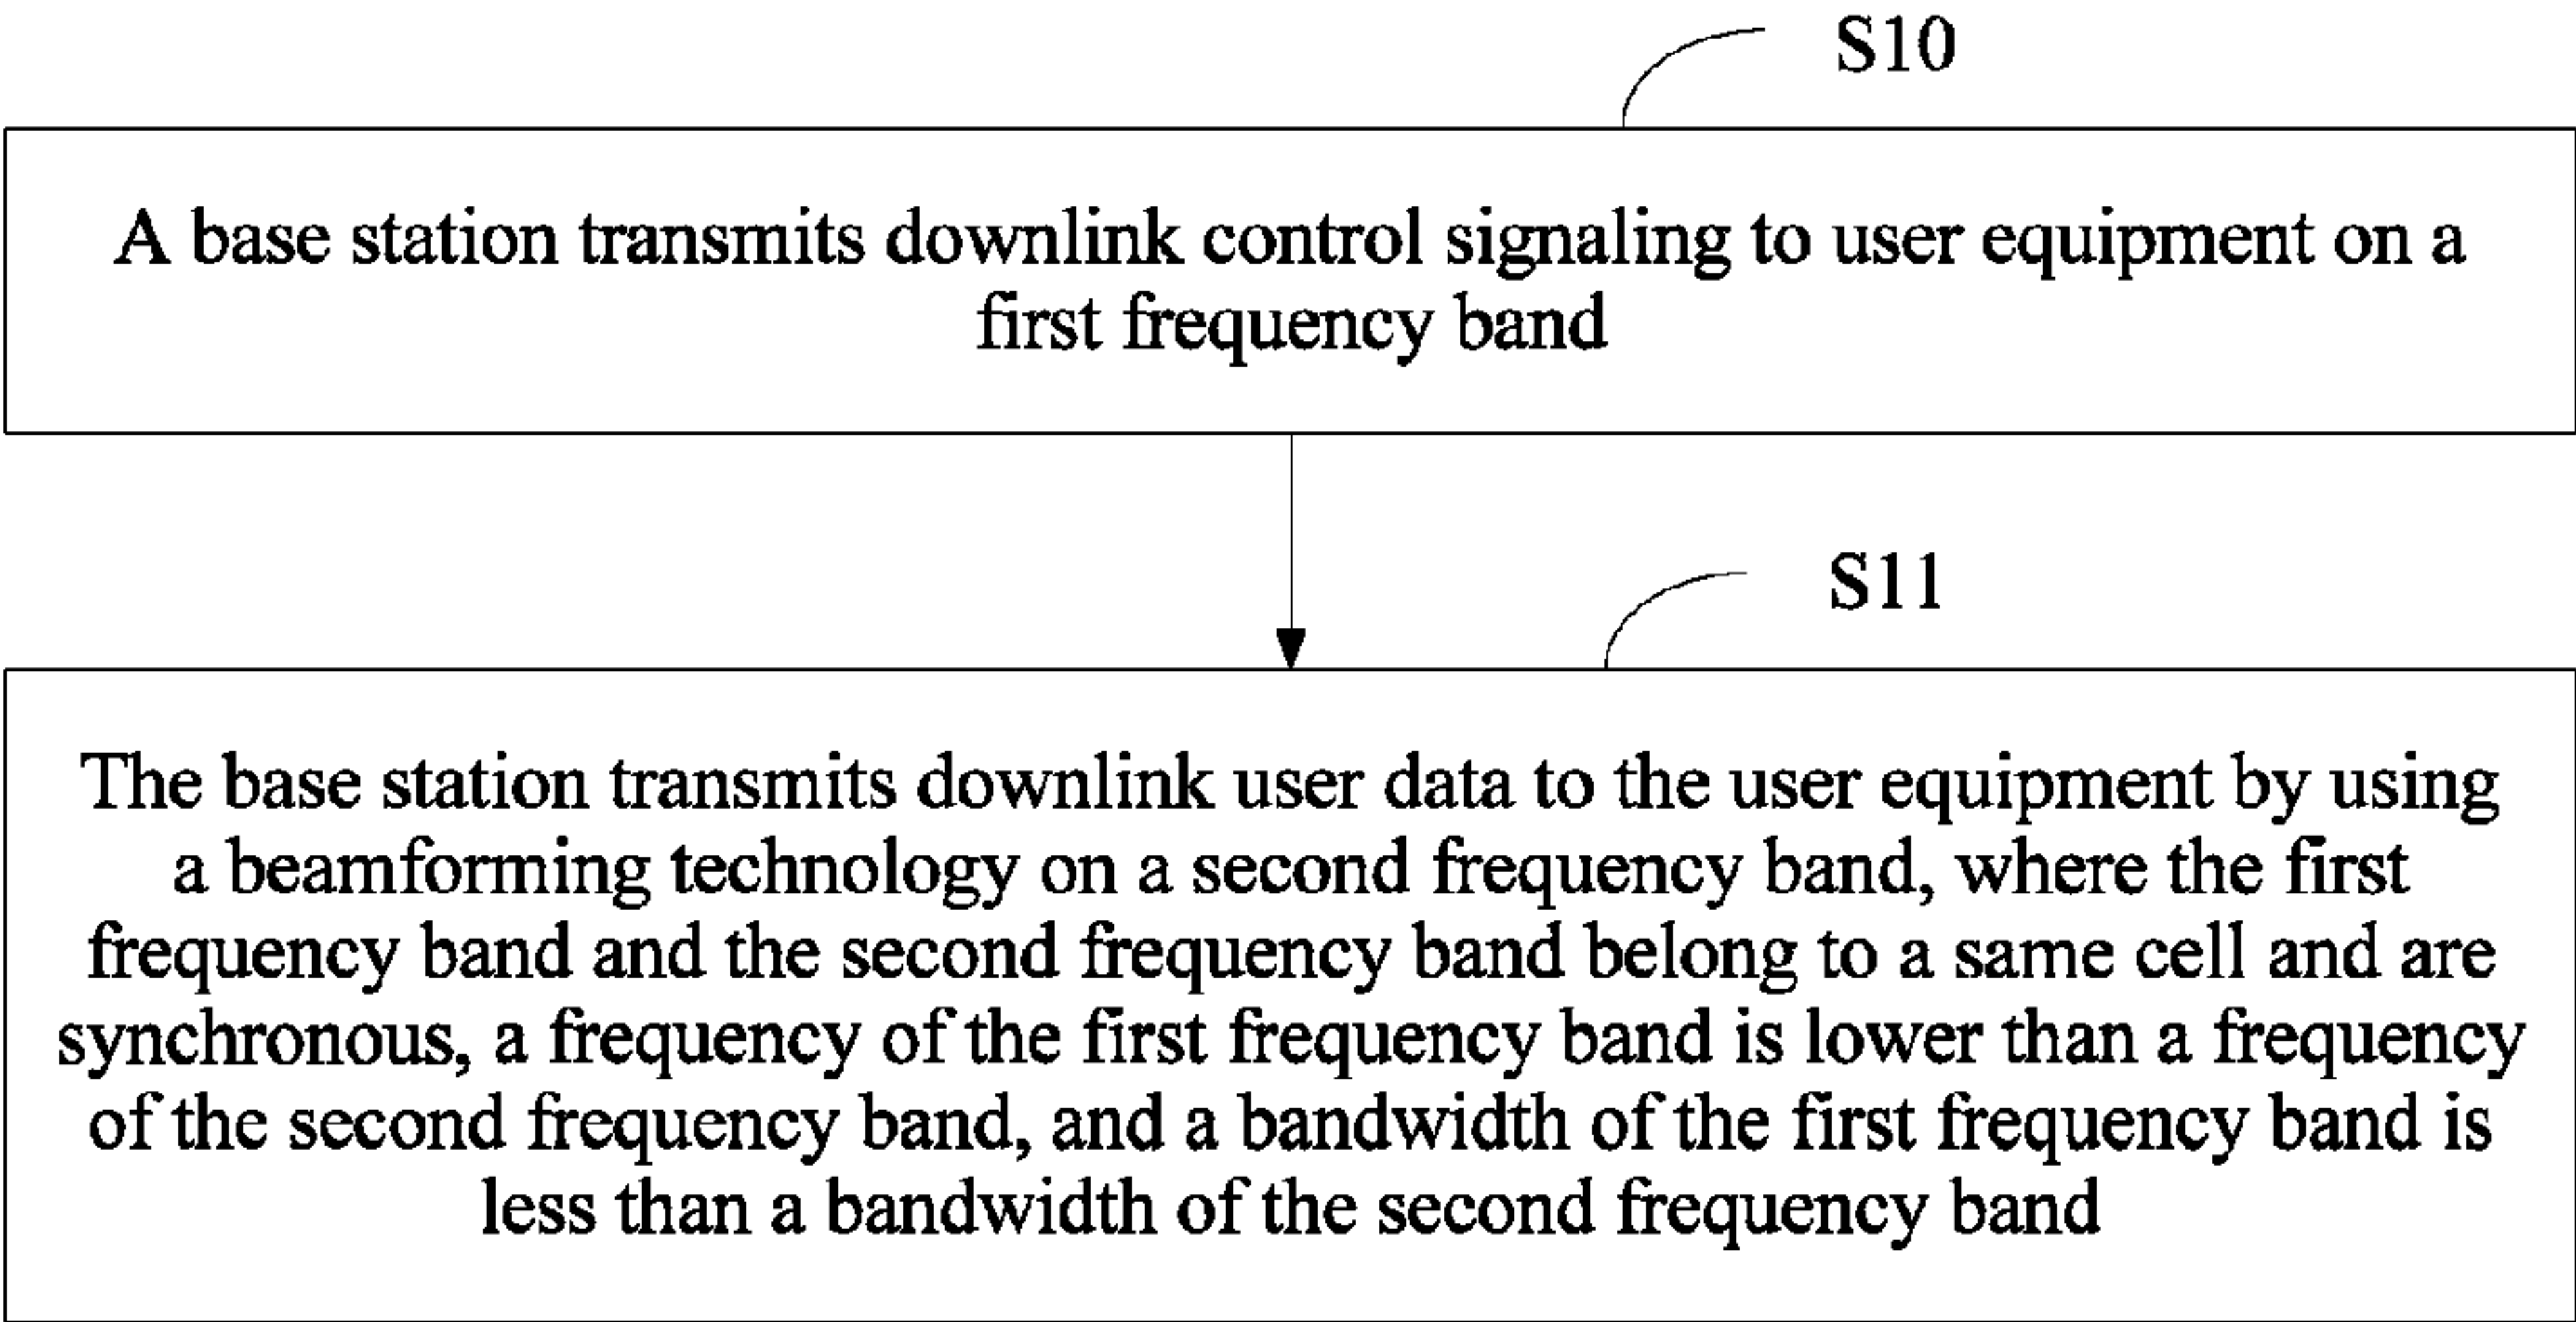 S10
A base station transmits downlink control signaling to user equipment on a
first frequency band
S11
The base station transmits downlink user data to the user equipment by using
a beamforming technology on a second frequency band, where the first
frequency band and the second frequency band belong to a same cell and are
synchronous, a frequency of the first frequency band is lower than a frequency
of the second frequency band, and a bandwidth of the first frequency band is
less than a bandwidth of the second frequency band